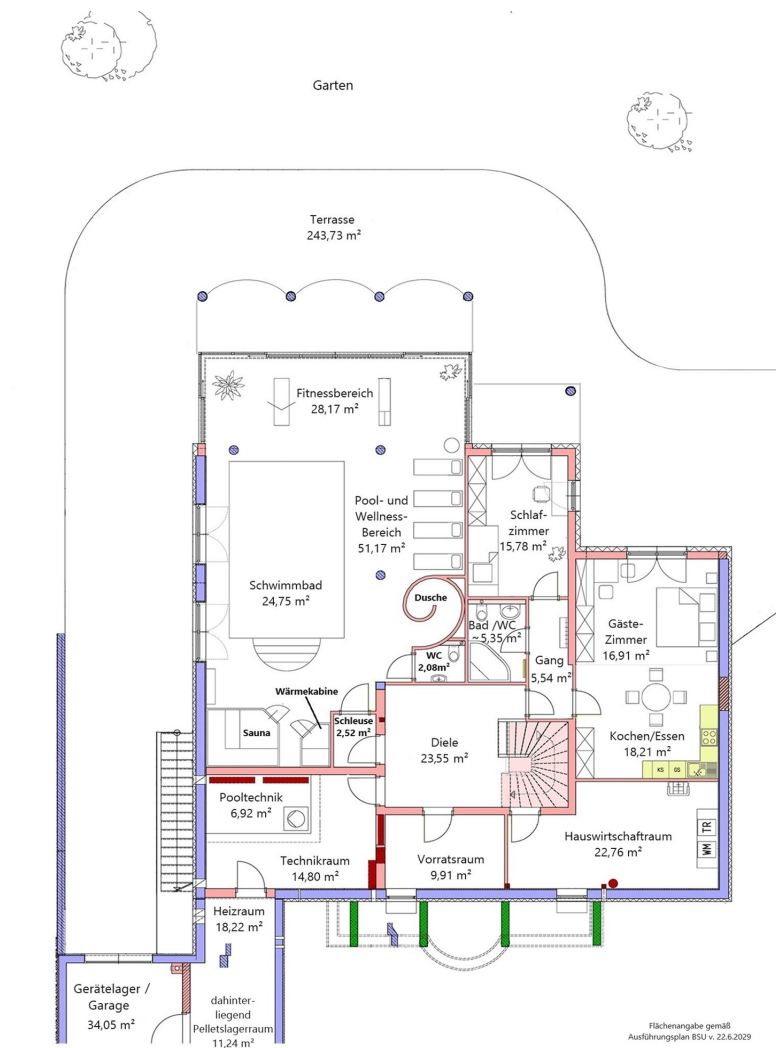 Garten
Terrasse
243,73 m²
Fitnessbereich
28,17 m²
Pool- und
Wellness-
Bereich
51,17 m²
Schlaf-
zimmer
15,78 m²
Schwimmbad
24,75 m²
Dusche
Bad /WC
~5,35 m²
Gäste-
Zimmer
16,91 m²
WC
2,08m²
Gang
5,54 m²
Wärmekabine
Schleuse
2,52 m²
Sauna
Diele
23,55 m²
Kochen/Essen
18,21 m²
KS GS
Pooltechnik
6,92 m²
Hauswirtschaftraum
22,76 m²
TR
WM
Technikraum
14,80 m²
Vorratsraum
9,91 m²
Heizraum
18,22 m²
Gerätelager /
Garage
34,05 m²
dahinter-
liegend
Pelletslagerraum
11,24 m²
Flächenangabe gemäß
Ausführungsplan BSU v. 22.6.2029